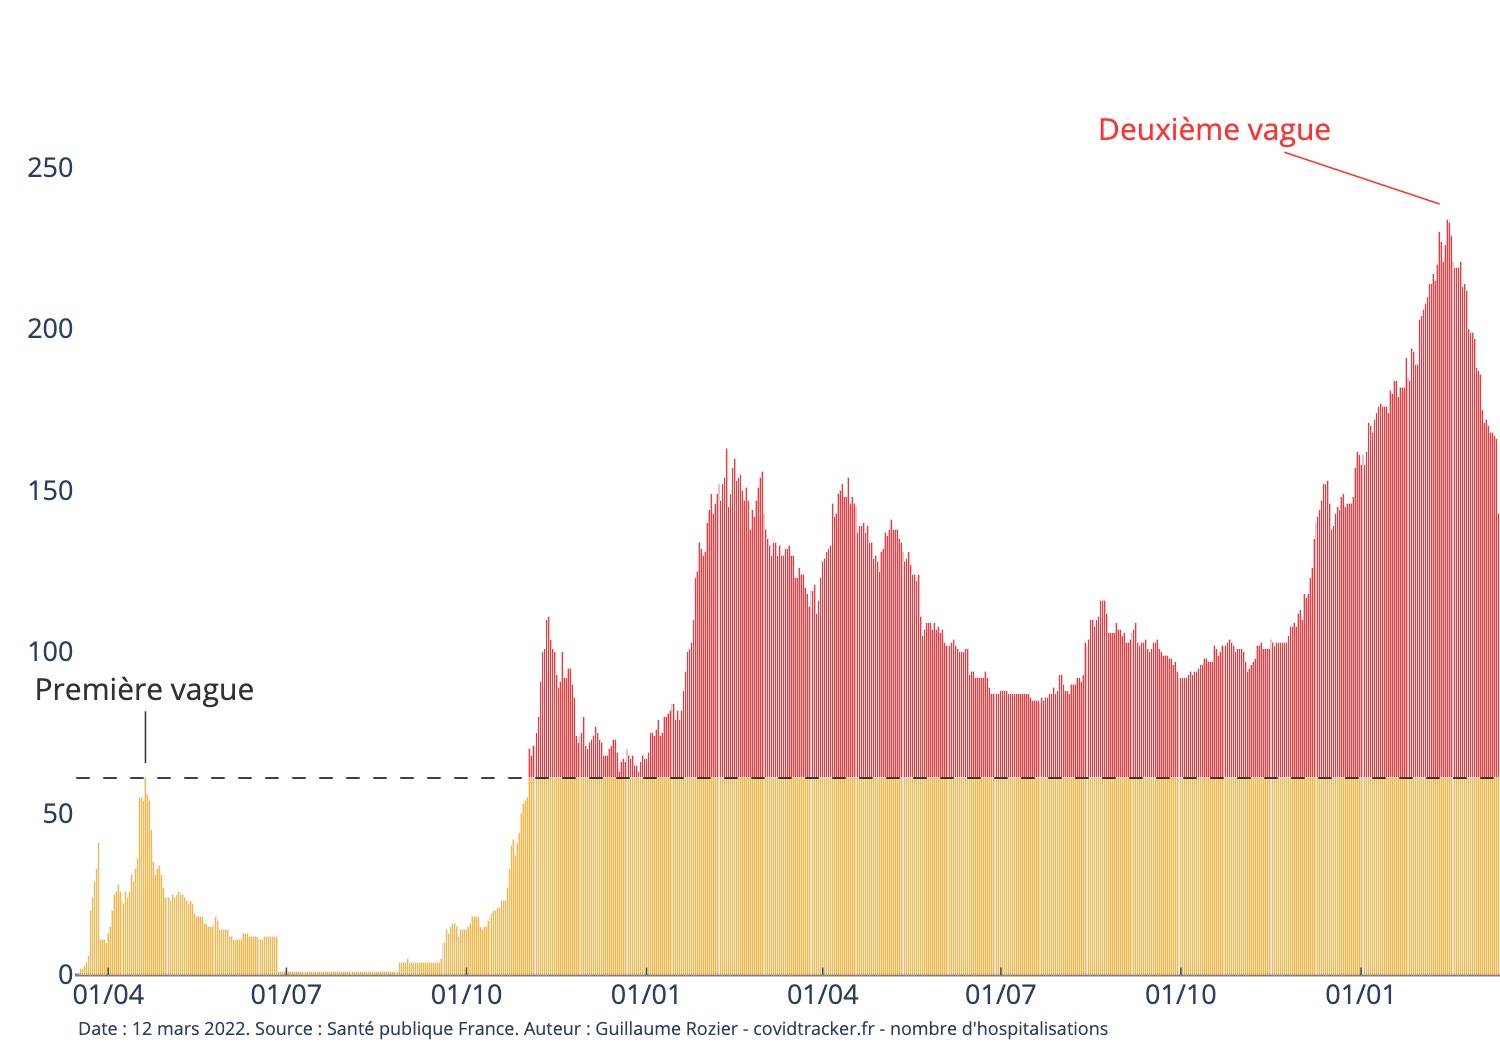 Deuxième vague
250
200
150
100
Première vague
50
0
01/04 01/07 01/10 01/01 01/04 01/07 01/10 01/01
Date : 12 mars 2022. Source : Santé publique France. Auteur : Guillaume Rozier - covidtracker.fr - nombre d'hospitalisations